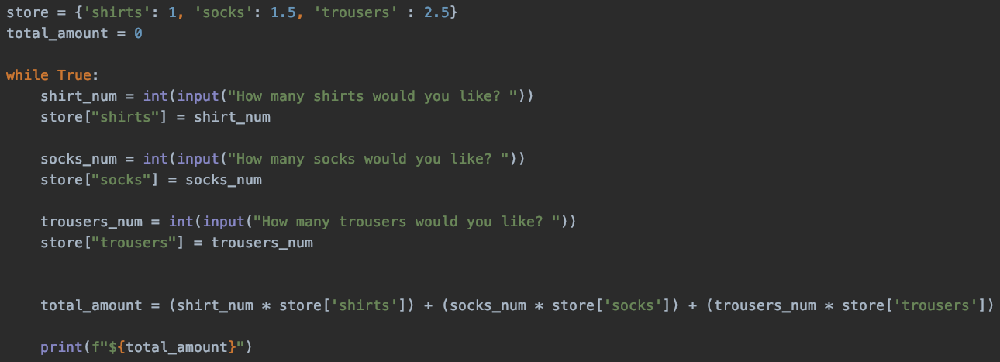 store = {'shirts': 1, 'socks': 1.5, 'trousers' : 2.5}
total_amount = 0

while True:
    shirt_num = int(input("How many shirts would you like? "))
    store["shirts"] = shirt_num

    socks_num = int(input("How many socks would you like? "))
    store["socks"] = socks_num

    trousers_num = int(input("How many trousers would you like? "))
    store["trousers"] = trousers_num


    total_amount = (shirt_num * store['shirts']) + (socks_num * store['socks']) + (trousers_num * store['trousers'])

    print(f"${total_amount}")